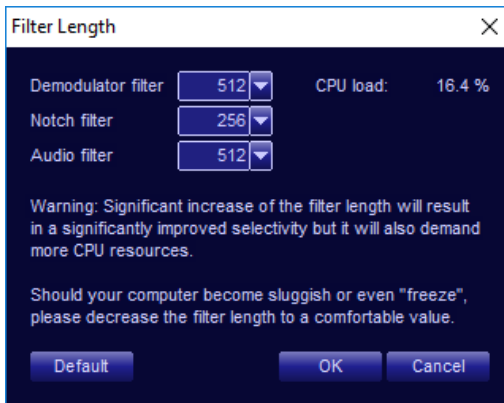 Filter Length
Demodulator filter 512 CPU load: 16.4 %
Notch filter 256
Audio filter 512
Warning: Significant increase of the filter length will result
in a significantly improved selectivity but it will also demand
more CPU resources.
Should your computer become sluggish or even "freeze",
please decrease the filter length to a comfortable value.
Default OK Cancel